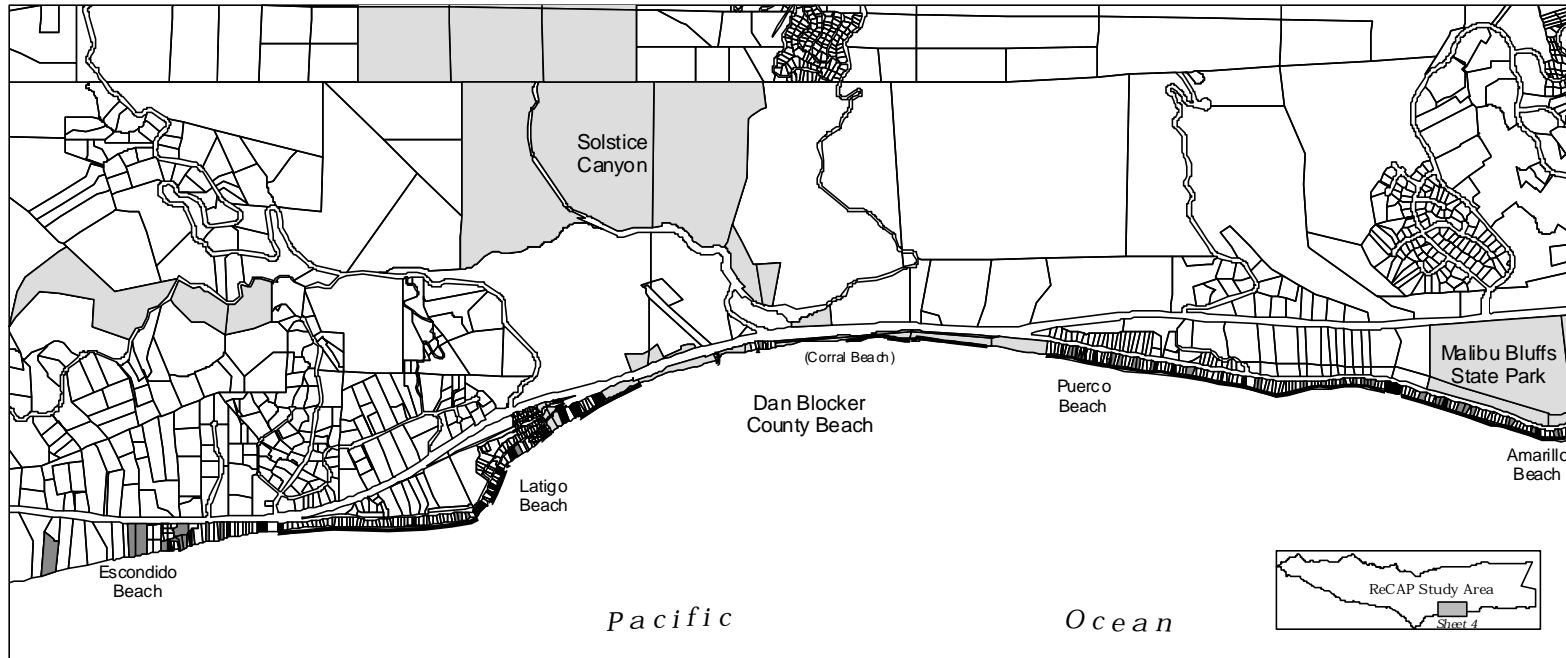 Solstice
Canyon
Malibu Bluffs
State Park
(Corral Beach)
Puerco
Beach
Dan Blocker
County Beach
Amarillo
Beach
Latigo
Beach
Escondido
Beach
ReCAP Study Area
Sheet 4
Pacific Ocean